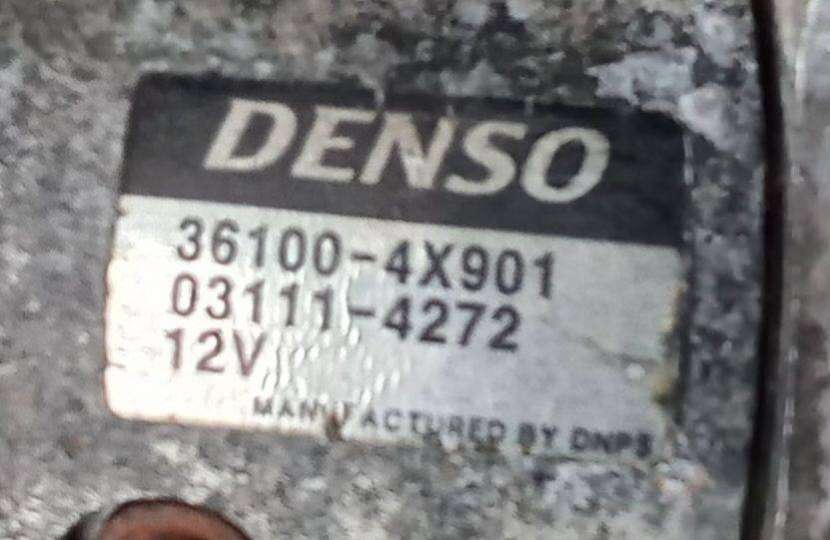 DENSO
36100-4X901
03111-4272
12V
MANUFACTURED BY DNPS